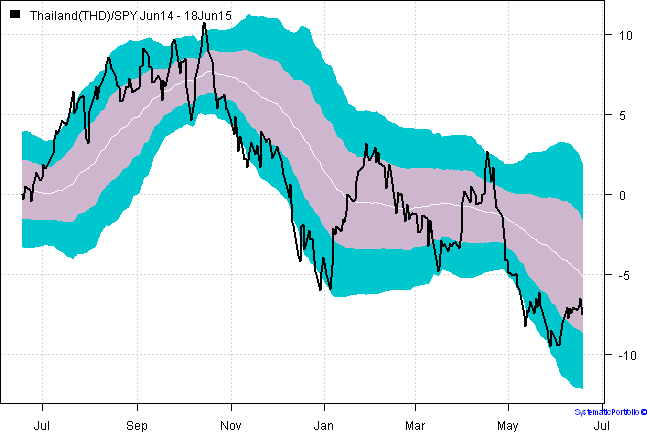 Thailand(THD)/SPY Jun14 - 18Jun15
10
5
0
-5
-10
SystematicPortfolio ©
Jul Sep Nov Jan Mar May Jul